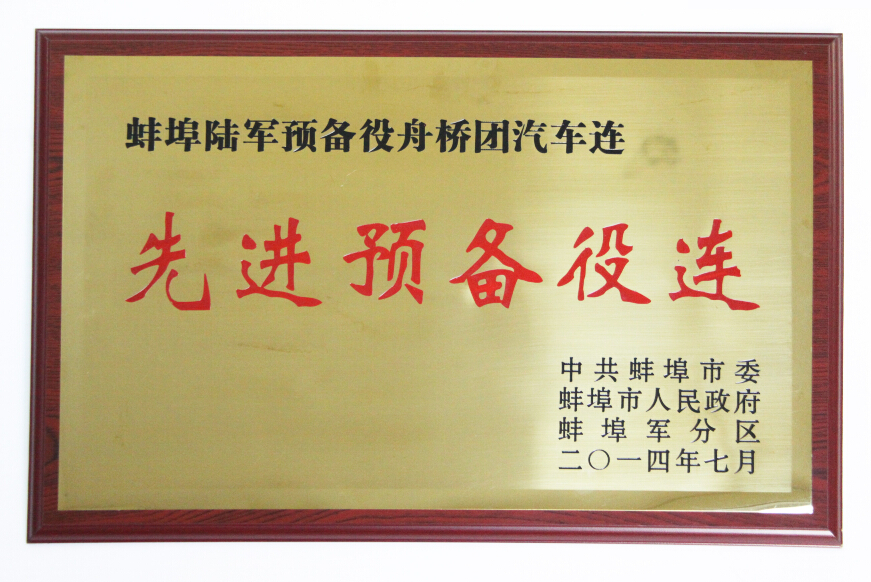 蚌埠陆军预备役舟桥团汽车连
先进预备役连
中共蚌埠市委
蚌埠市人民政府
蚌埠军分区
二〇一四年七月